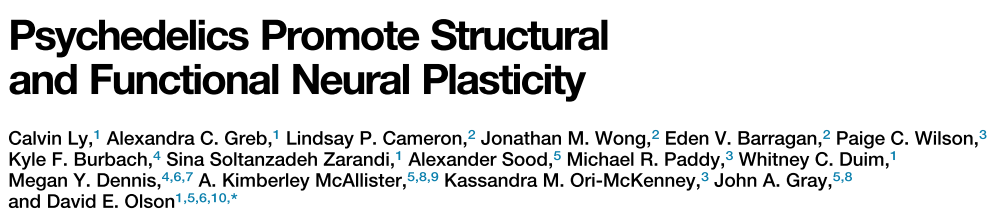 Psychedelics Promote Structural
and Functional Neural Plasticity
Calvin Ly,1 Alexandra C. Greb,1 Lindsay P. Cameron,2 Jonathan M. Wong,2 Eden V. Barragan,2 Paige C. Wilson,3
Kyle F. Burbach,4 Sina Soltanzadeh Zarandi,1 Alexander Sood,5 Michael R. Paddy,3 Whitney C. Duim,1
Megan Y. Dennis,4,6,7 A. Kimberley McAllister,5,8,9 Kassandra M. Ori-McKenney,3 John A. Gray,5,8
and David E. Olson1,5,6,10,*